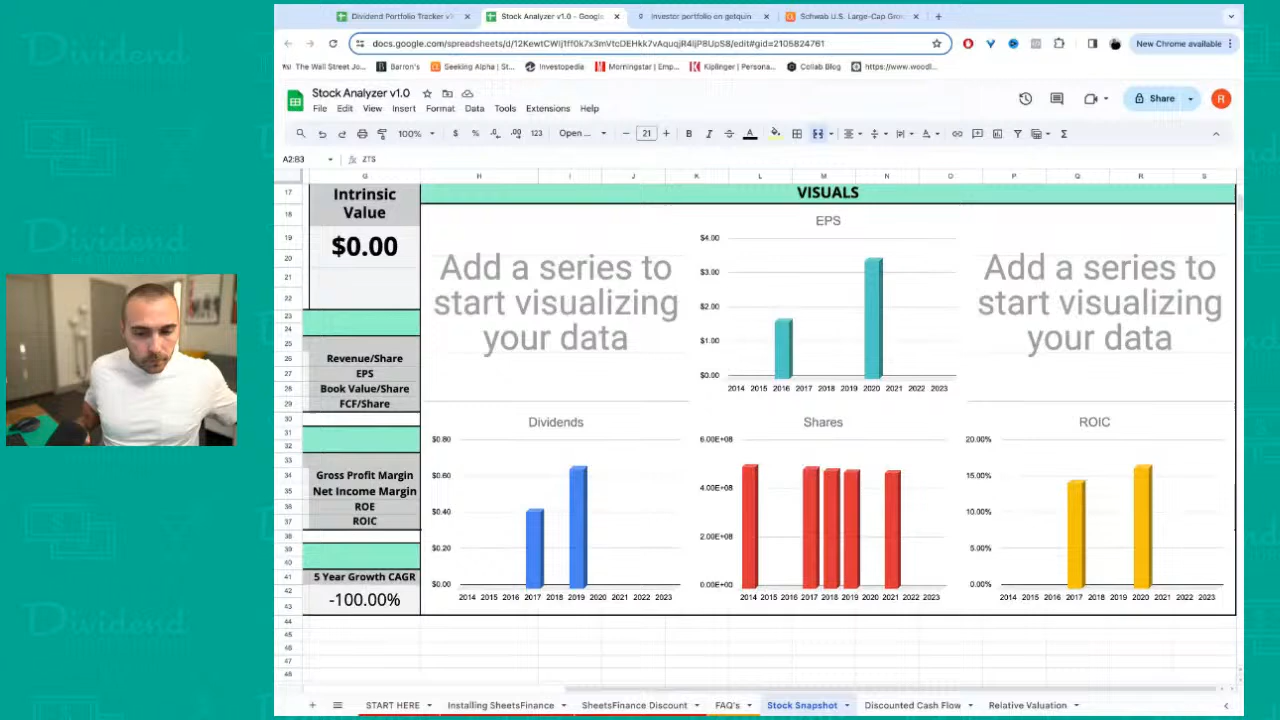 Dividend
Dividend
Dividend
Dividend Portfolio Tracker v1
Stock Analyzer v1.0 - Google
Investor portfolio on getquin
Schwab U.S. Large-Cap Gro
docs.google.com/spreadsheets/d/12KewtCWij1ff0k7x3mVtcDEHkk7vAquqjR4ljP8UpS8/edit#gid=2105824761
New Chrome available
The Wall Street Jo...
Barron's
Seeking Alpha | St...
Investopedia
Morningstar | Emp...
Kiplinger | Persona...
Collab Blog
https://www.woodl...
Stock Analyzer v1.0
File Edit View Insert Format Data Tools Extensions Help
Share
R
100% $ % .0 .00 123 Open ... 21 B I A
A2:B3 fx ZTS
G H I J K L M N O P Q R S
17
18
19
20
21
22
23
24
25
26
27
28
29
30
31
32
33
34
35
36
37
38
39
40
41
42
43
44
45
46
47
48
Intrinsic
Value
$0.00
Revenue/Share
EPS
Book Value/Share
FCF/Share
Gross Profit Margin
Net Income Margin
ROE
ROIC
5 Year Growth CAGR
-100.00%
VISUALS
Add a series to
start visualizing
your data
EPS
$4.00
$3.00
$2.00
$1.00
$0.00
2014 2015 2016 2017 2018 2019 2020 2021 2022 2023
Add a series to
start visualizing
your data
Dividends
$0.80
$0.60
$0.40
$0.20
$0.00
2014 2015 2016 2017 2018 2019 2020 2021 2022 2023
Shares
6.00E+08
4.00E+08
2.00E+08
0.00E+00
2014 2015 2016 2017 2018 2019 2020 2021 2022 2023
ROIC
20.00%
15.00%
10.00%
5.00%
0.00%
2014 2015 2016 2017 2018 2019 2020 2021 2022 2023
START HERE
Installing SheetsFinance
SheetsFinance Discount
FAQ's
Stock Snapshot
Discounted Cash Flow
Relative Valuation